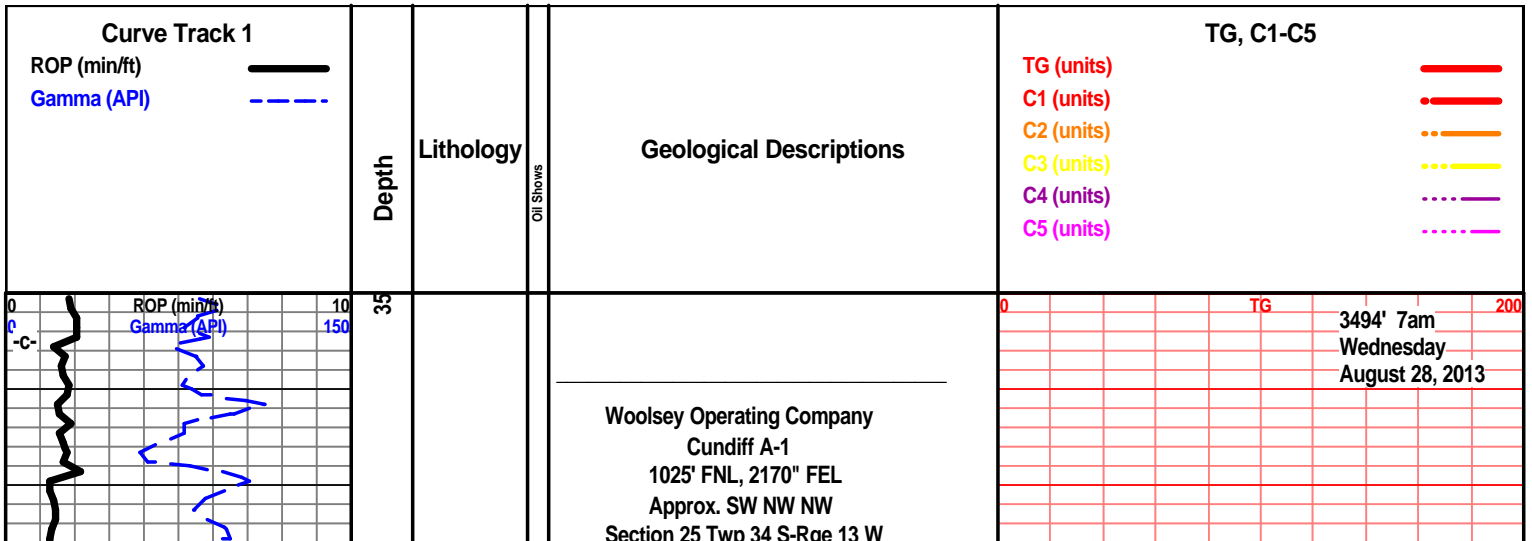 Curve Track 1
ROP (min/ft)
Gamma (API)
Depth
Lithology
Oil Shows
Geological Descriptions
TG, C1-C5
TG (units)
C1 (units)
C2 (units)
C3 (units)
C4 (units)
C5 (units)
0 ROP (min/ft) 10
0 Gamma (API) 150
-c-
35
0 TG 200
3494' 7am
Wednesday
August 28, 2013
Woolsey Operating Company
Cundiff A-1
1025' FNL, 2170" FEL
Approx. SW NW NW
Section 25 Twp 34 S-Rge 13 W